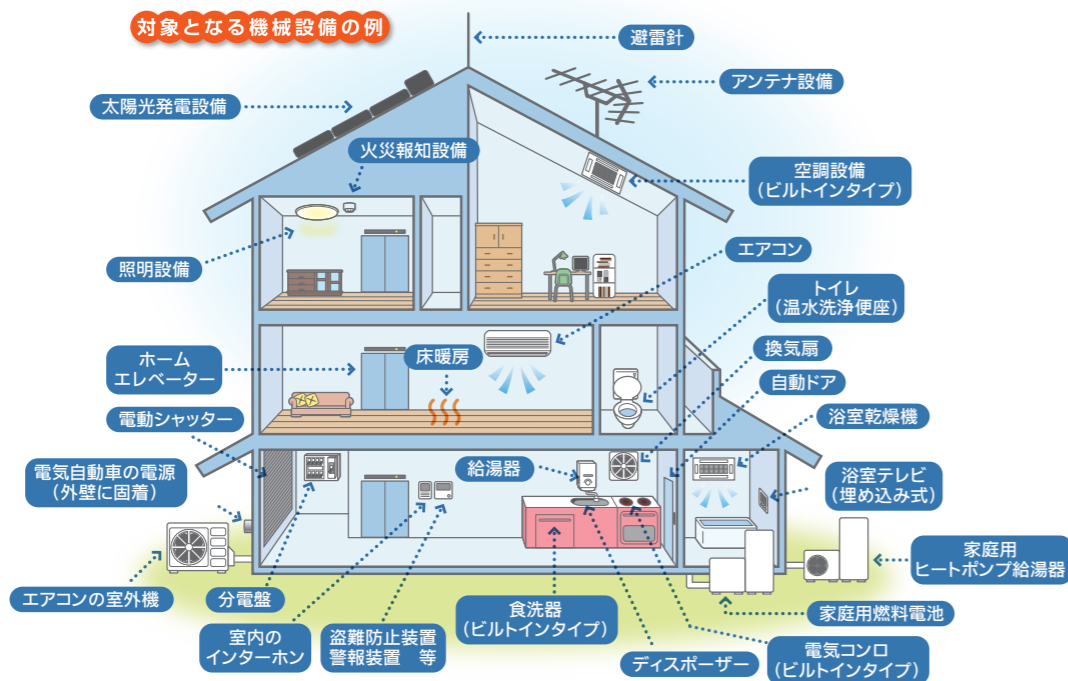 対象となる機械設備の例
避雷針
アンテナ設備
太陽光発電設備
火災報知設備
空調設備
(ビルトインタイプ)
エアコン
照明設備
トイレ
(温水洗浄便座)
換気扇
ホーム
エレベーター
床暖房
自動ドア
電動シャッター
浴室乾燥機
電気自動車の電源
(外壁に固着)
給湯器
浴室テレビ
(埋め込み式)
家庭用
ヒートポンプ給湯器
エアコンの室外機
分電盤
食洗器
(ビルトインタイプ)
家庭用燃料電池
室内の
インターホン
盗難防止装置
警報装置 等
ディスポーザー
電気コンロ
(ビルトインタイプ)